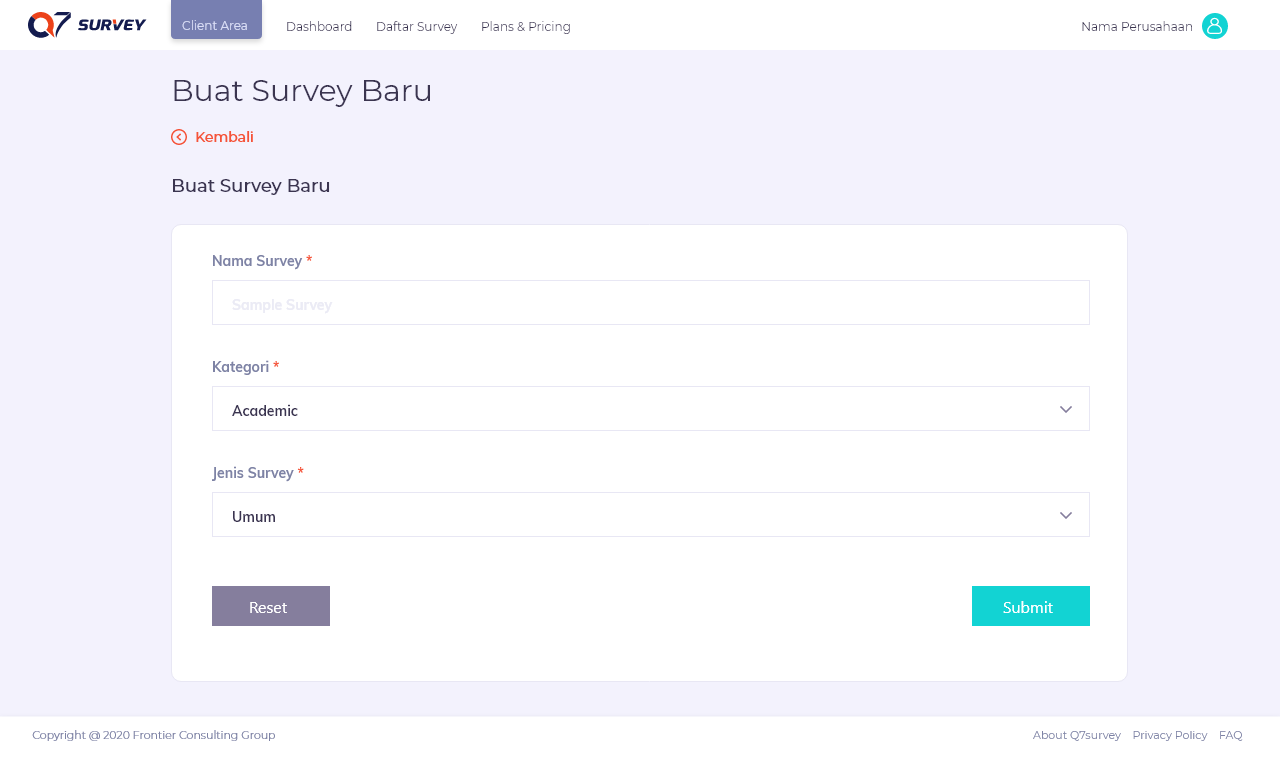 Q7 SURVEY
Client Area
Dashboard
Daftar Survey
Plans & Pricing
Nama Perusahaan
Buat Survey Baru
Kembali
Buat Survey Baru
Nama Survey *
Sample Survey
Kategori *
Academic
Jenis Survey *
Umum
Reset
Submit
Copyright @ 2020 Frontier Consulting Group
About Q7survey
Privacy Policy
FAQ